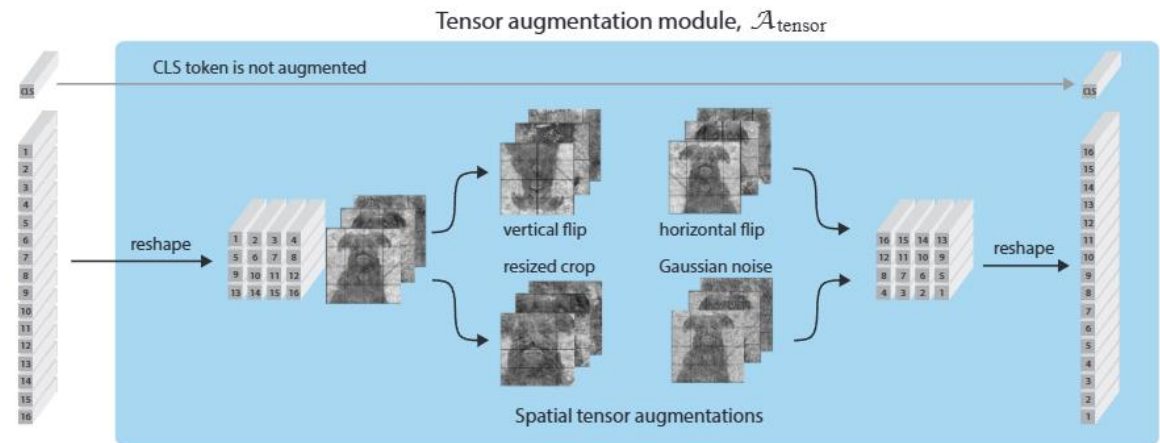 Tensor augmentation module, 𝒜tensor
CLS token is not augmented
CLS
CLS
1
2
3
4
5
6
7
8
9
10
11
12
13
14
15
16
reshape
1 2 3 4
5 6 7 8
9 10 11 12
13 14 15 16
vertical flip
horizontal flip
resized crop
Gaussian noise
Spatial tensor augmentations
16 15 14 13
12 11 10 9
8 7 6 5
4 3 2 1
reshape
16
15
14
13
12
11
10
9
8
7
6
5
4
3
2
1